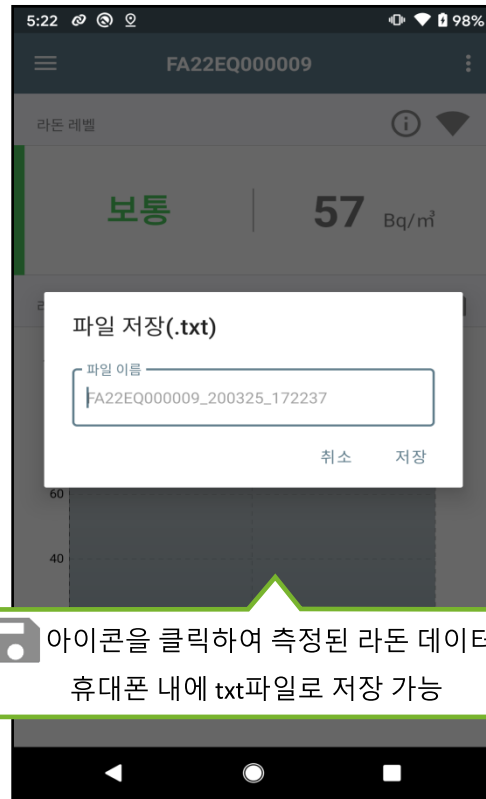 5:22 98%
FA22EQ000009
라돈 레벨
보통 57 Bq/㎥
파일 저장(.txt)
파일 이름
FA22EQ000009_200325_172237
취소 저장
60
40
아이콘을 클릭하여 측정된 라돈 데이터
휴대폰 내에 txt파일로 저장 가능